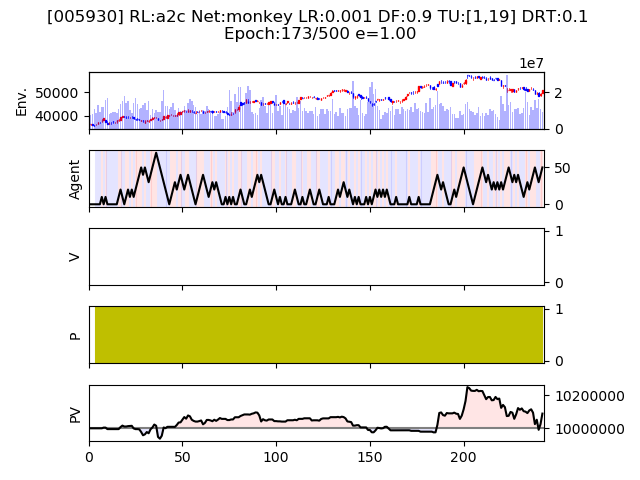 [005930] RL:a2c Net:monkey LR:0.001 DF:0.9 TU:[1,19] DRT:0.1
Epoch:173/500 e=1.00
1e7
Env.
50000
40000
2
0
Agent
50
0
V
1
0
P
1
0
PV
10200000
10000000
0
50
100
150
200